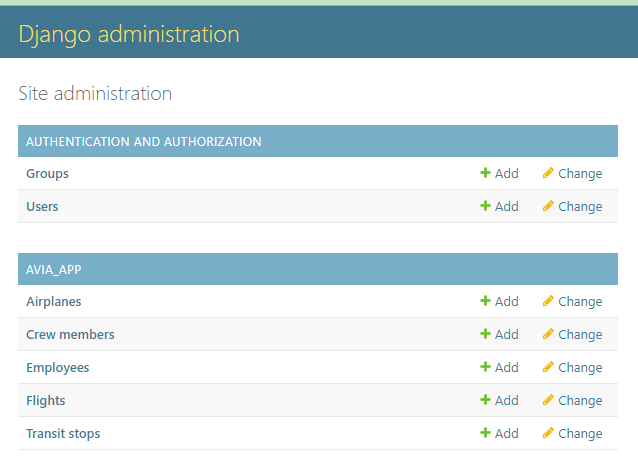 Django administration
Site administration
AUTHENTICATION AND AUTHORIZATION
Groups Add Change
Users Add Change
AVIA_APP
Airplanes Add Change
Crew members Add Change
Employees Add Change
Flights Add Change
Transit stops Add Change